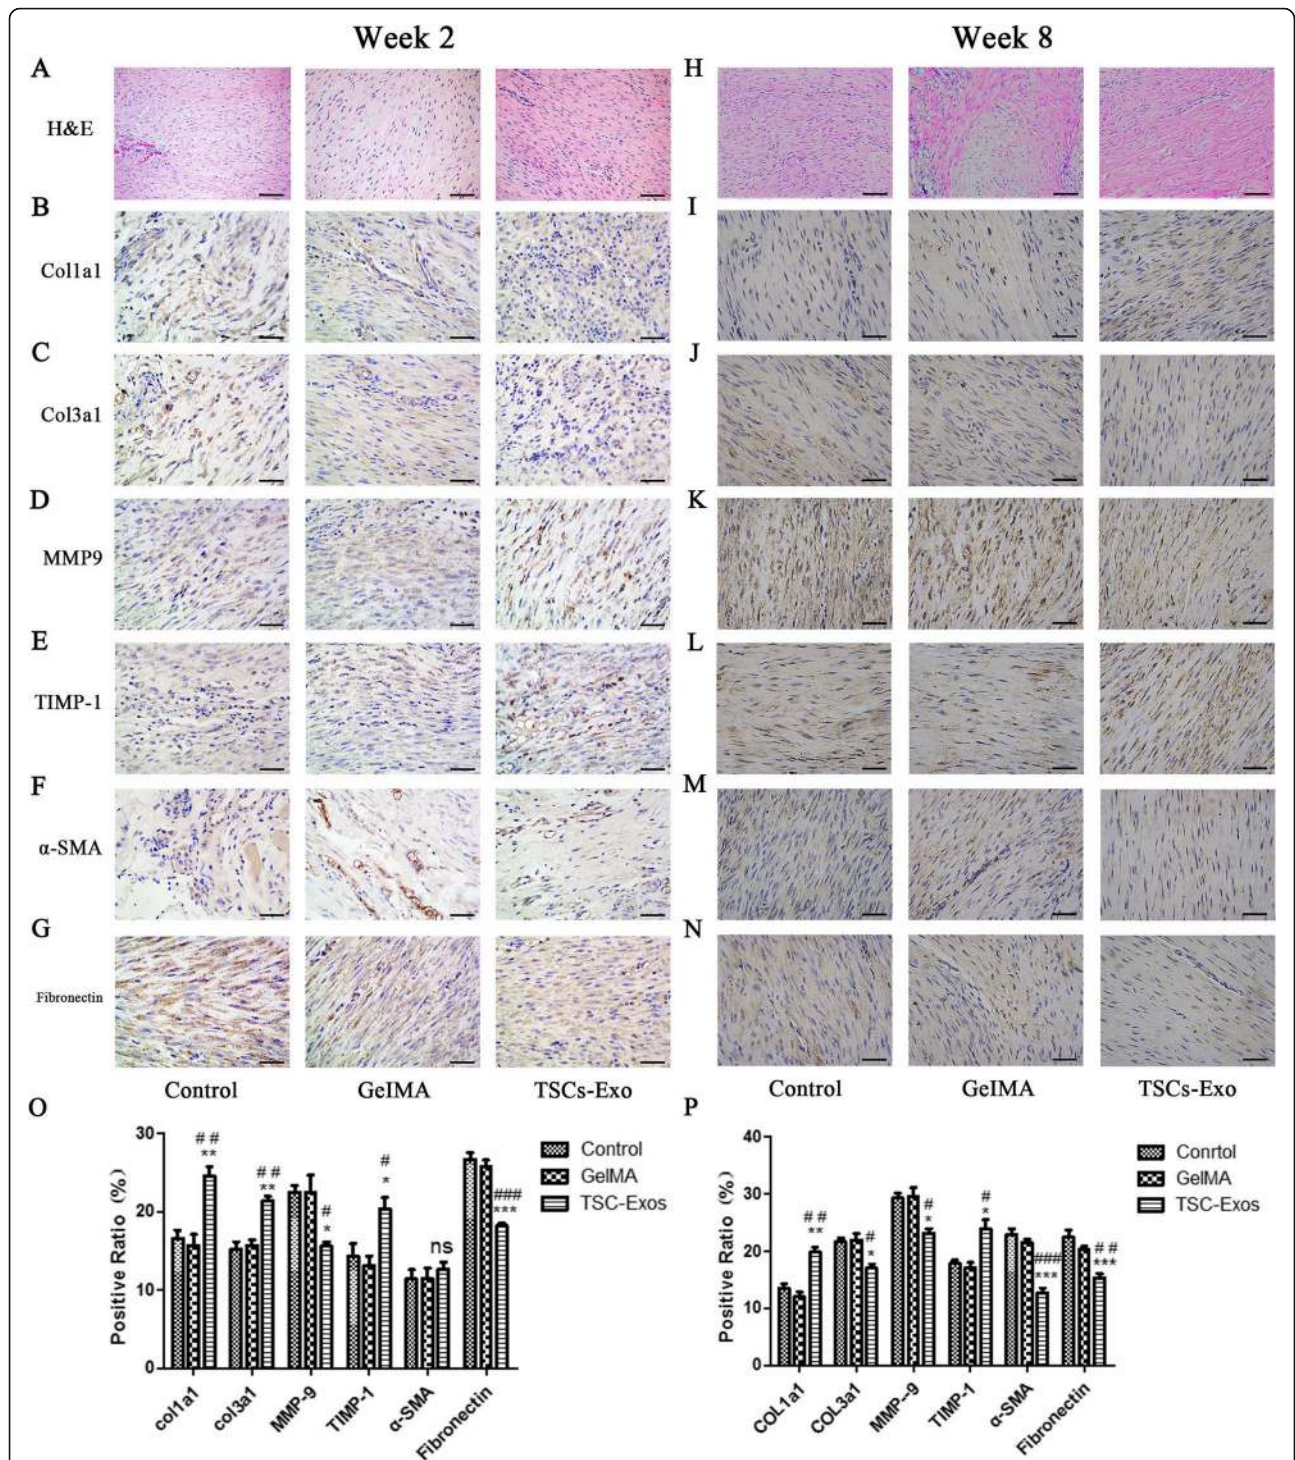 Week 2
Week 8
A
H
H&E
B
I
Col1a1
C
J
Col3a1
D
K
MMP9
E
L
TIMP-1
F
M
α-SMA
G
N
Fibronectin
Control
GelMA
TSCs-Exo
Control
GelMA
TSCs-Exo
O
Positive Ratio (%)
30
20
10
0
# #
**
# #
**
#
*
#
*
ns
###
***
Control
GelMA
TSC-Exos
col1a1
col3a1
MMP-9
TIMP-1
α-SMA
Fibronectin
P
Positive Ratio (%)
40
30
20
10
0
# #
**
#
*
#
*
#
*
###
***
# #
***
Conrtol
GelMA
TSC-Exos
COL1a1
COL3a1
MMP--9
TIMP-1
α-SMA
Fibronectin